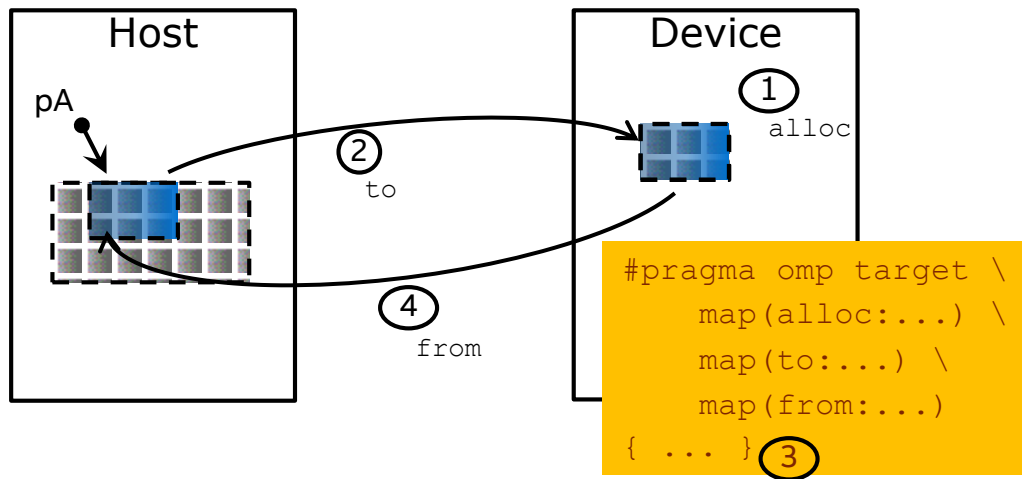 Host
Device
pA
1
alloc
2
to
4
from
#pragma omp target \
map(alloc:...) \
map(to:...) \
map(from:...)
{ ... }
3